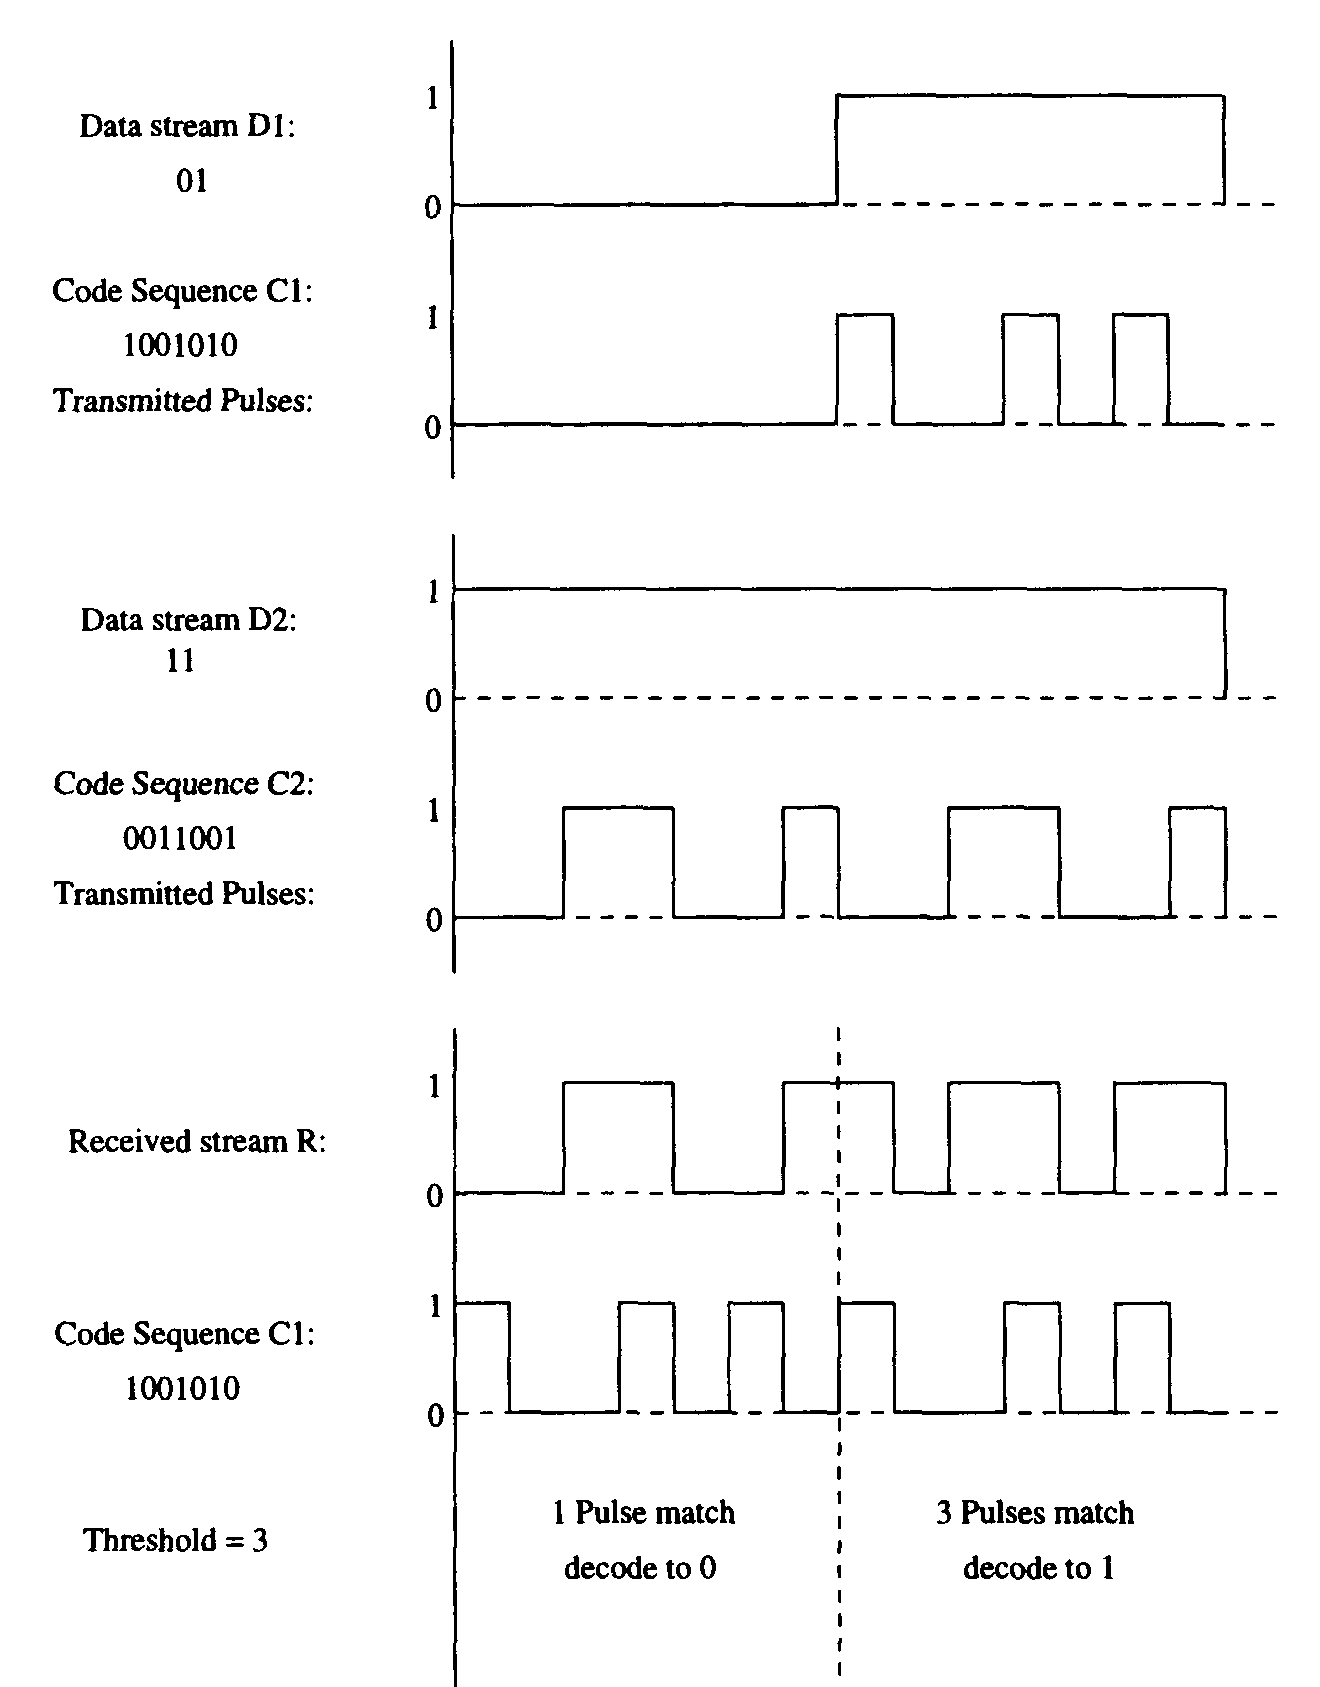 Data stream D1:
01
1
0
Code Sequence C1:
1001010
Transmitted Pulses:
1
0
Data stream D2:
11
1
0
Code Sequence C2:
0011001
Transmitted Pulses:
1
0
Received stream R:
1
0
Code Sequence C1:
1001010
1
0
Threshold = 3
1 Pulse match
decode to 0
3 Pulses match
decode to 1